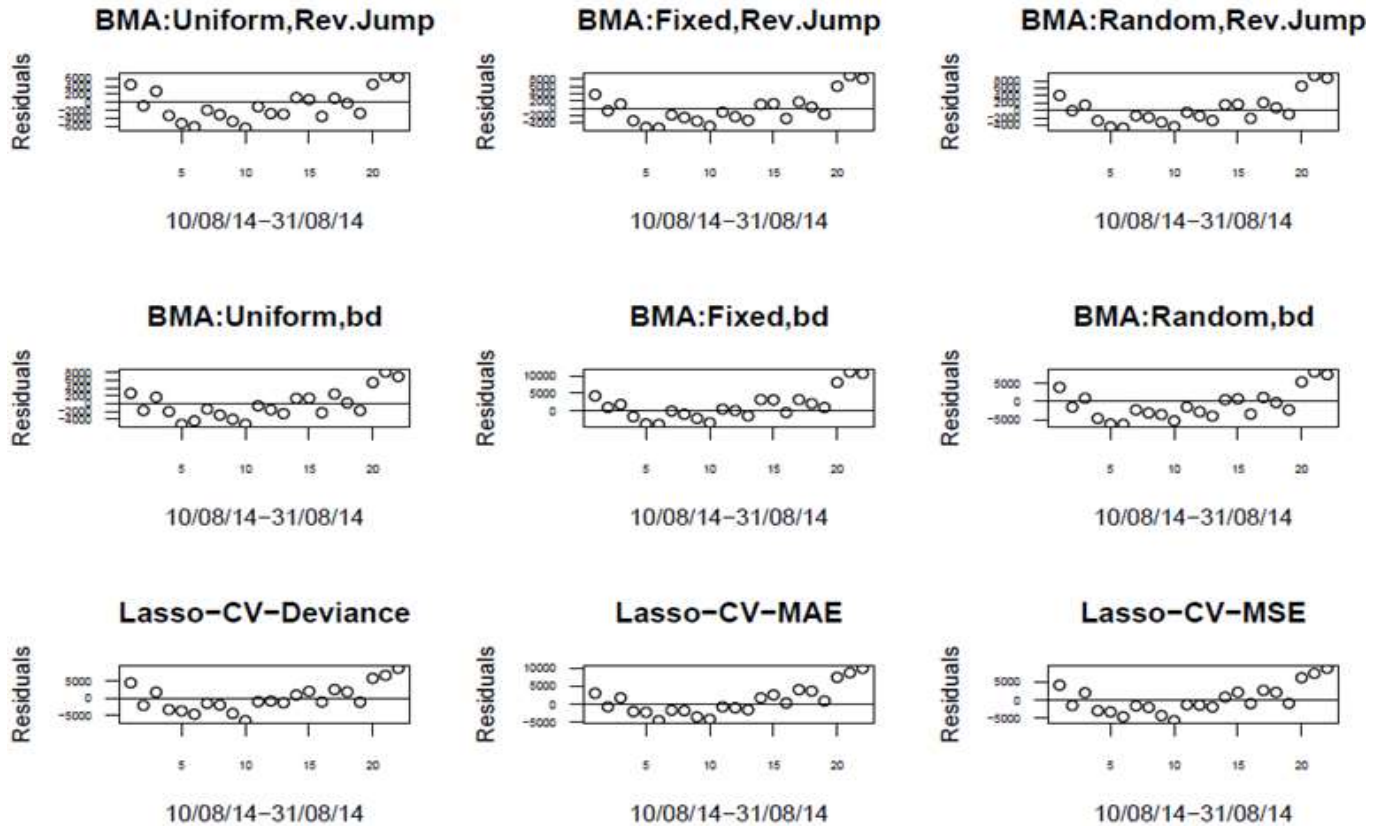 BMA:Uniform,Rev.Jump
BMA:Fixed,Rev.Jump
BMA:Random,Rev.Jump
Residuals
Residuals
Residuals
5 10 15 20
5 10 15 20
5 10 15 20
10/08/14−31/08/14
10/08/14−31/08/14
10/08/14−31/08/14
BMA:Uniform,bd
BMA:Fixed,bd
BMA:Random,bd
Residuals
Residuals
10000
5000
0
Residuals
5000
0
−5000
5 10 15 20
5 10 15 20
5 10 15 20
10/08/14−31/08/14
10/08/14−31/08/14
10/08/14−31/08/14
Lasso−CV−Deviance
Lasso−CV−MAE
Lasso−CV−MSE
Residuals
5000
0
−5000
Residuals
10000
5000
0
−5000
Residuals
5000
0
−5000
5 10 15 20
5 10 15 20
5 10 15 20
10/08/14−31/08/14
10/08/14−31/08/14
10/08/14−31/08/14